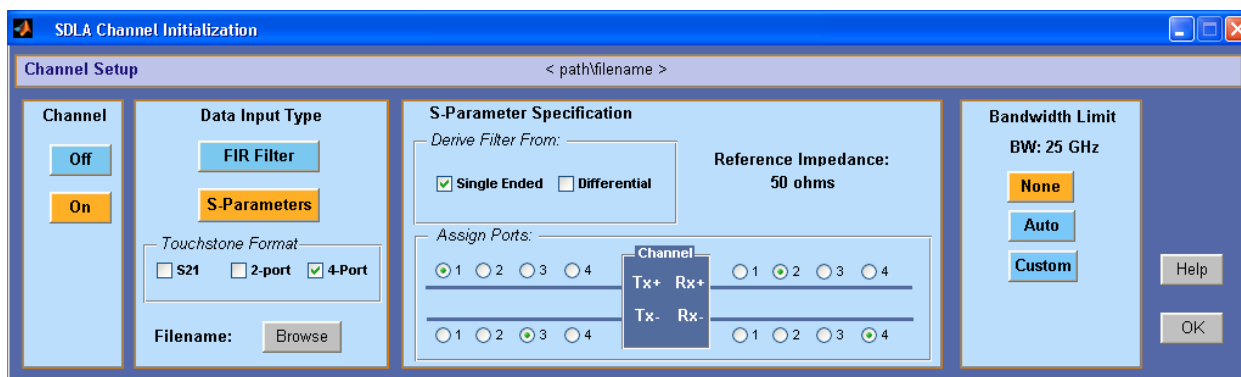 SDLA Channel Initialization
Channel Setup < path\filename >
Channel
Off
On
Data Input Type
FIR Filter
S-Parameters
Touchstone Format
S21 2-port 4-Port
Filename: Browse
S-Parameter Specification
Derive Filter From:
Single Ended Differential
Reference Impedance:
50 ohms
Assign Ports:
1 2 3 4
Channel
Tx+ Rx+
1 2 3 4
Tx- Rx-
1 2 3 4
1 2 3 4
Bandwidth Limit
BW: 25 GHz
None
Auto
Custom
Help
OK